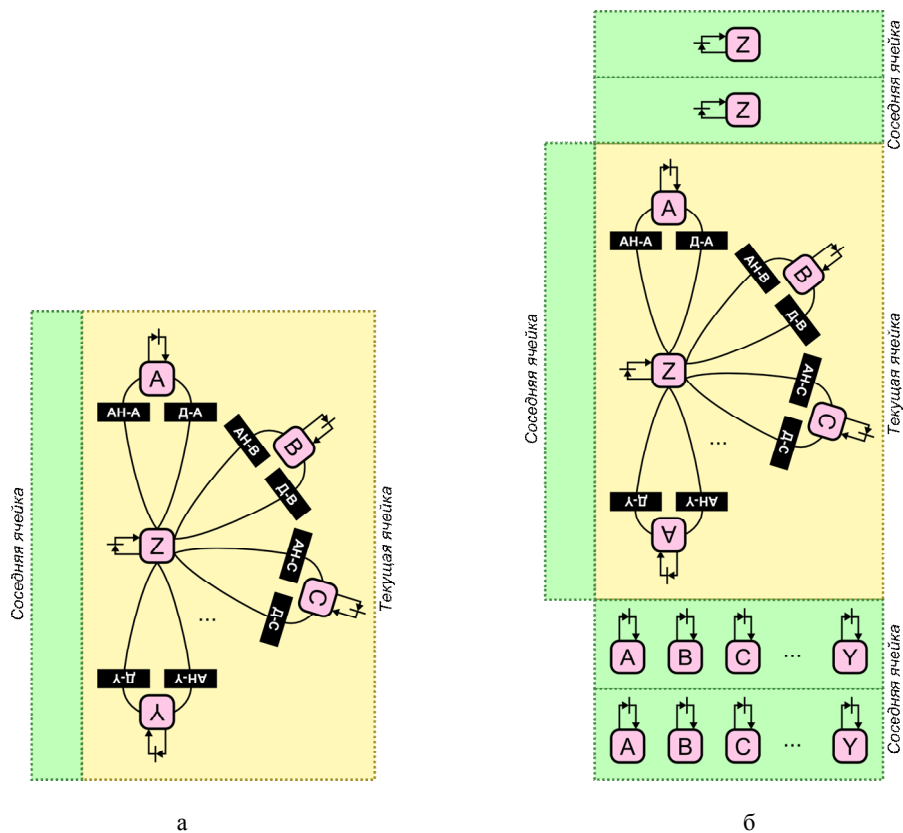 Соседняя ячейка
А
АН-А
Д-А
АН-В
В
Д-В
Z
АН-С
С
Д-С
...
Д-Y
АН-Y
Y
Текущая ячейка
а
Z
Z
Соседняя ячейка
Соседняя ячейка
А
АН-А
Д-А
АН-В
В
Д-В
Z
АН-С
С
Д-С
...
Д-Y
АН-Y
А
Текущая ячейка
А В С ... Y
А В С ... Y
Соседняя ячейка
б